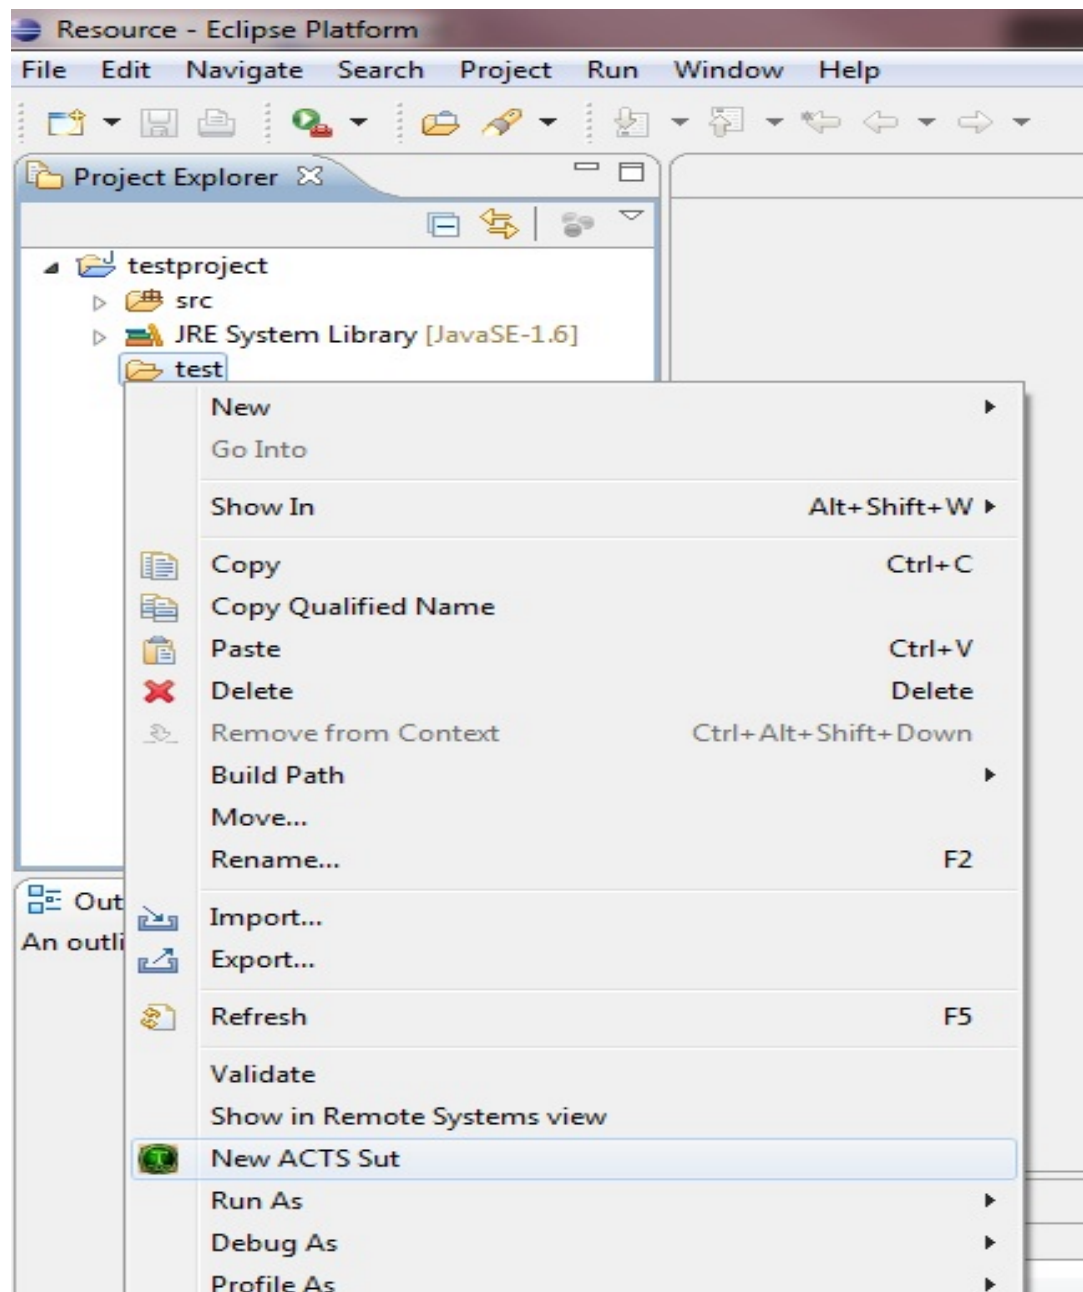 Resource - Eclipse Platform
File Edit Navigate Search Project Run Window Help
Project Explorer
testproject
src
JRE System Library [JavaSE-1.6]
test
New
Go Into
Show In Alt+Shift+W
Copy Ctrl+C
Copy Qualified Name
Paste Ctrl+V
Delete Delete
Remove from Context Ctrl+Alt+Shift+Down
Build Path
Move...
Rename... F2
Out
An outli
Import...
Export...
Refresh F5
Validate
Show in Remote Systems view
New ACTS Sut
Run As
Debug As
Profile As